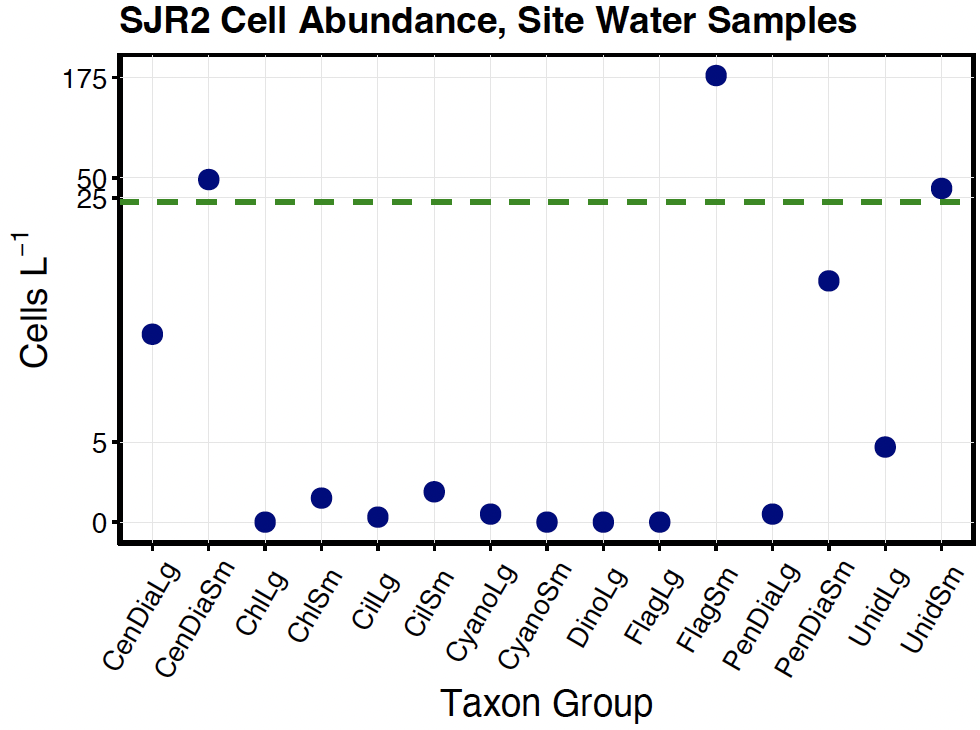 SJR2 Cell Abundance, Site Water Samples
175
50
25
5
0
Cells L⁻¹
CenDiaLg
CenDiaSm
ChlLg
ChlSm
CilLg
CilSm
CyanoLg
CyanoSm
DinoLg
FlagLg
FlagSm
PenDiaLg
PenDiaSm
UnidLg
UnidSm
Taxon Group